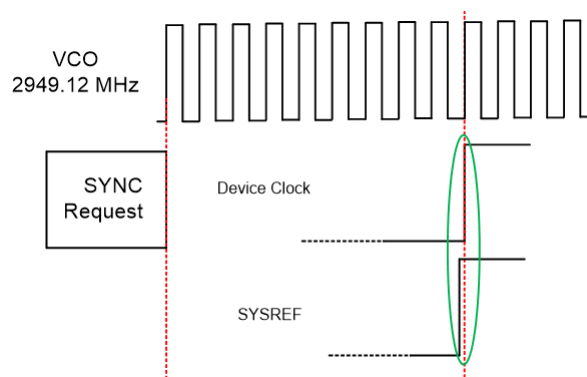 VCO
2949.12 MHz
SYNC
Request
Device Clock
SYSREF